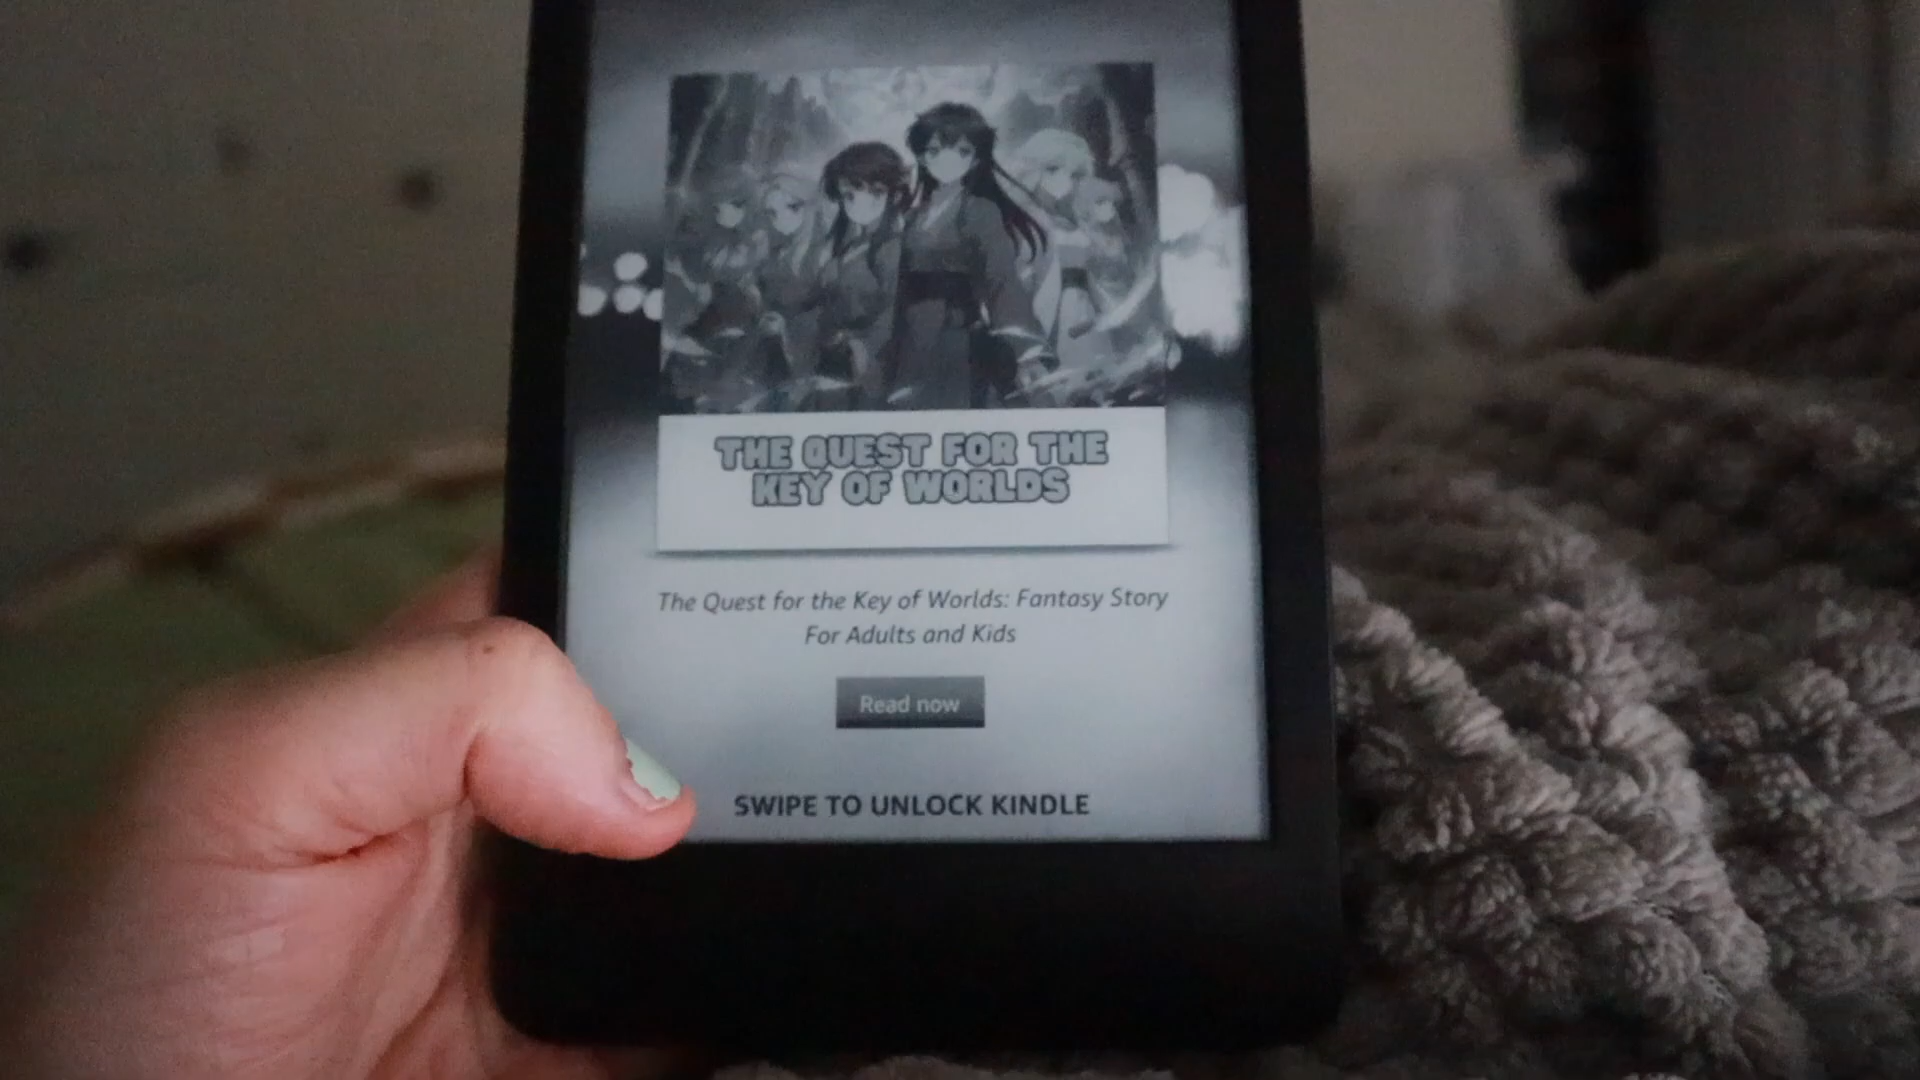 THE QUEST FOR THE
KEY OF WORLDS
The Quest for the Key of Worlds: Fantasy Story
For Adults and Kids
Read now
SWIPE TO UNLOCK KINDLE